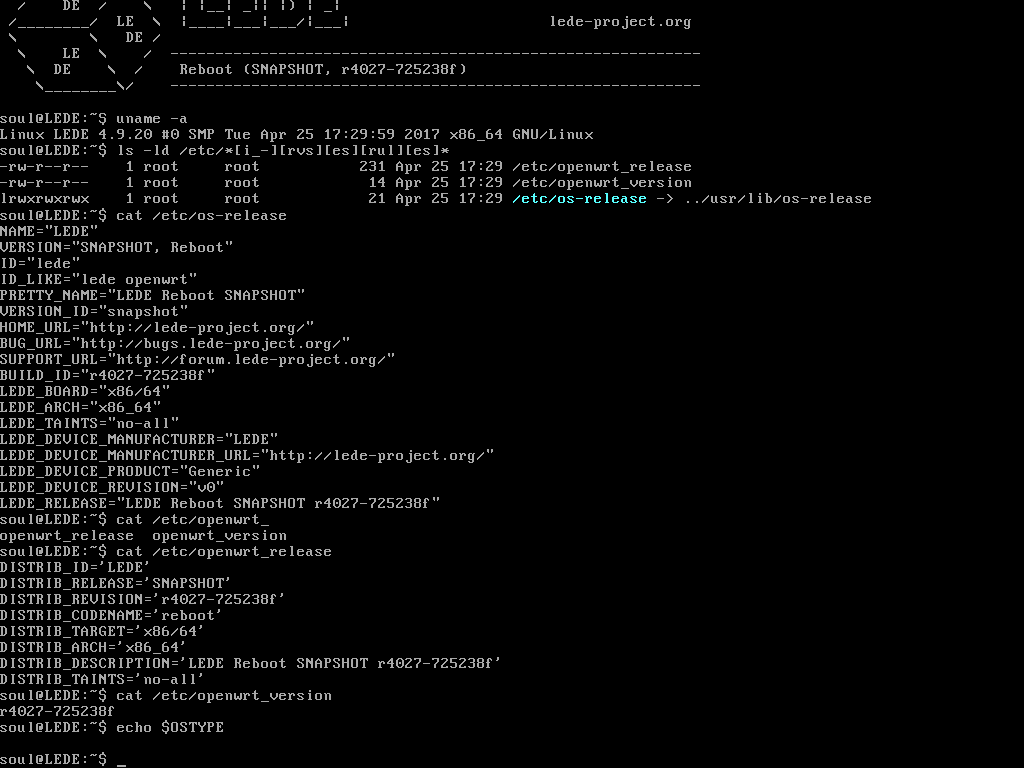 /    DE  /    \   | |__| _|| |) | _|
/________/  LE  \  |____|___|___/|___|                      lede-project.org
\        \   DE /
 \    LE  \    /  -----------------------------------------------------------
  \  DE    \  /    Reboot (SNAPSHOT, r4027-725238f)
   \________\/    -----------------------------------------------------------
soul@LEDE:~$ uname -a
Linux LEDE 4.9.20 #0 SMP Tue Apr 25 17:29:59 2017 x86_64 GNU/Linux
soul@LEDE:~$ ls -ld /etc/*[i_-][rvs][es][rul][es]*
-rw-r--r--    1 root     root           231 Apr 25 17:29 /etc/openwrt_release
-rw-r--r--    1 root     root            14 Apr 25 17:29 /etc/openwrt_version
lrwxrwxrwx    1 root     root            21 Apr 25 17:29 /etc/os-release -> ../usr/lib/os-release
soul@LEDE:~$ cat /etc/os-release
NAME="LEDE"
VERSION="SNAPSHOT, Reboot"
ID="lede"
ID_LIKE="lede openwrt"
PRETTY_NAME="LEDE Reboot SNAPSHOT"
VERSION_ID="snapshot"
HOME_URL="http://lede-project.org/"
BUG_URL="http://bugs.lede-project.org/"
SUPPORT_URL="http://forum.lede-project.org/"
BUILD_ID="r4027-725238f"
LEDE_BOARD="x86/64"
LEDE_ARCH="x86_64"
LEDE_TAINTS="no-all"
LEDE_DEVICE_MANUFACTURER="LEDE"
LEDE_DEVICE_MANUFACTURER_URL="http://lede-project.org/"
LEDE_DEVICE_PRODUCT="Generic"
LEDE_DEVICE_REVISION="v0"
LEDE_RELEASE="LEDE Reboot SNAPSHOT r4027-725238f"
soul@LEDE:~$ cat /etc/openwrt_
openwrt_release  openwrt_version
soul@LEDE:~$ cat /etc/openwrt_release
DISTRIB_ID='LEDE'
DISTRIB_RELEASE='SNAPSHOT'
DISTRIB_REVISION='r4027-725238f'
DISTRIB_CODENAME='reboot'
DISTRIB_TARGET='x86/64'
DISTRIB_ARCH='x86_64'
DISTRIB_DESCRIPTION='LEDE Reboot SNAPSHOT r4027-725238f'
DISTRIB_TAINTS='no-all'
soul@LEDE:~$ cat /etc/openwrt_version
r4027-725238f
soul@LEDE:~$ echo $OSTYPE

soul@LEDE:~$ _